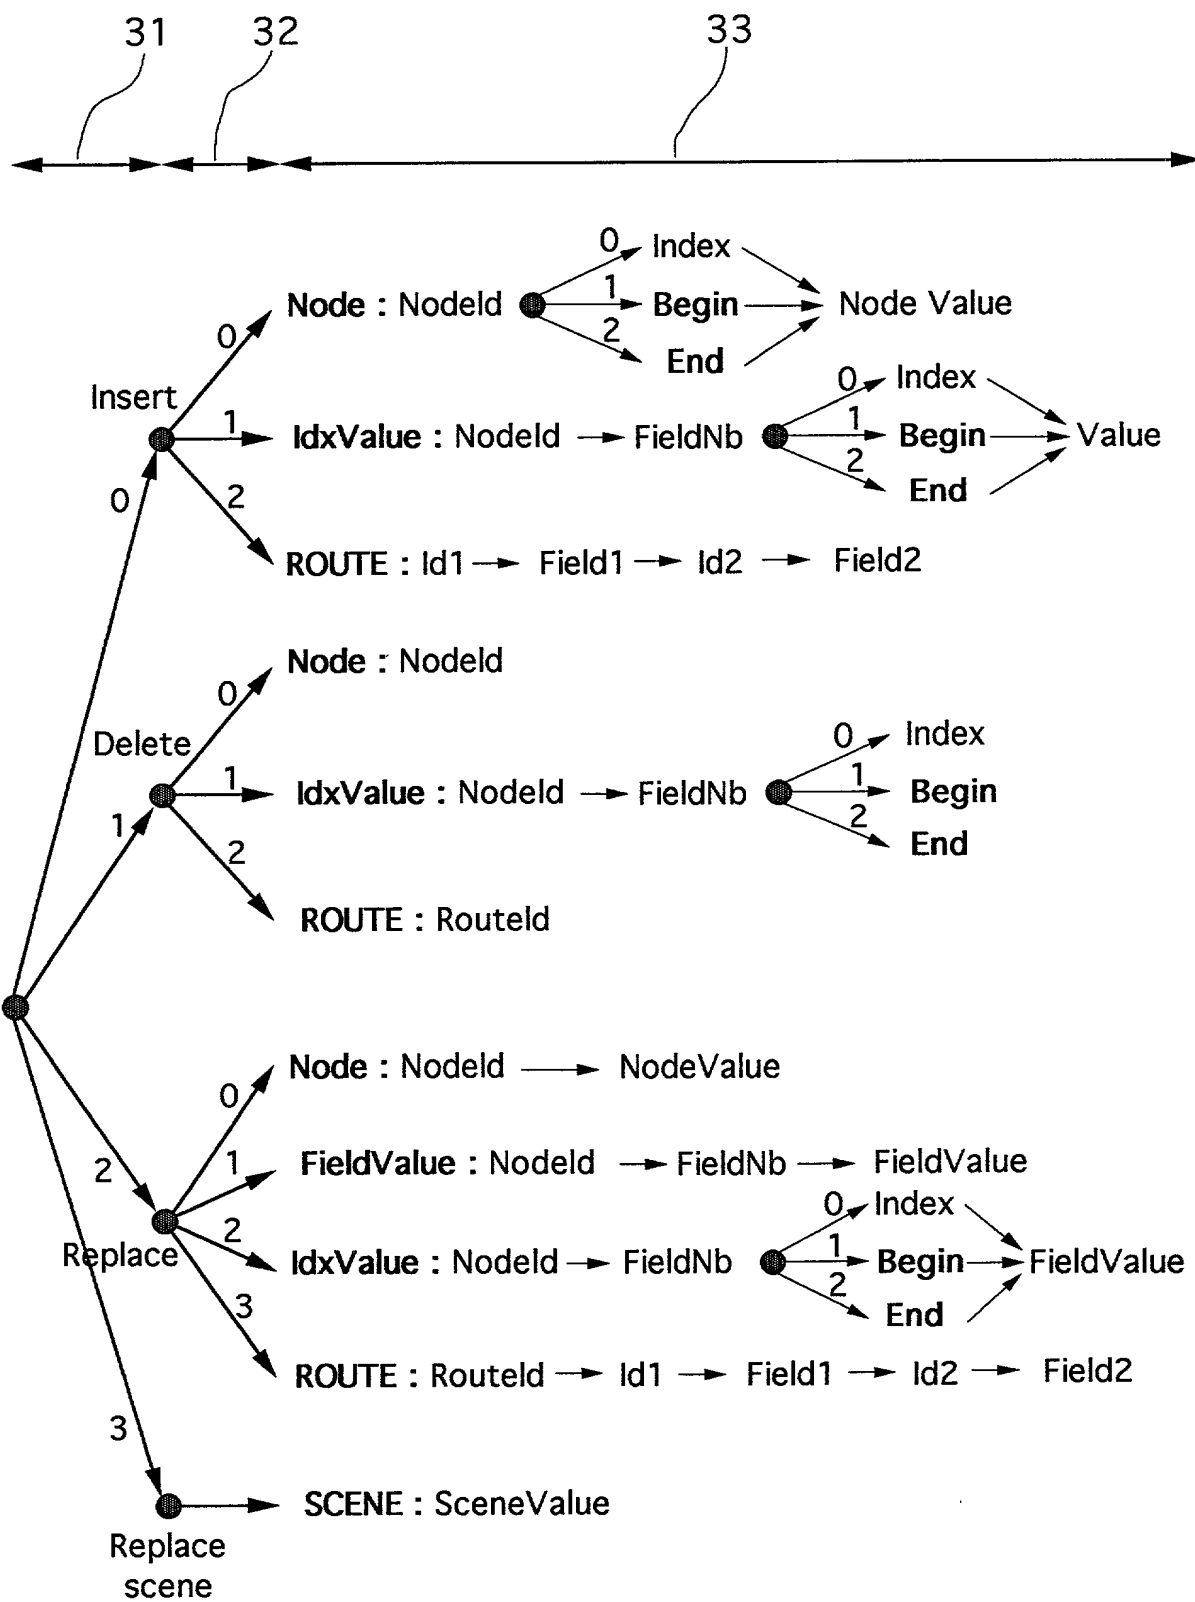 31 32 33
0 Index
Node : NodeId 1 Begin Node Value
0 2 End
Insert 0 Index
1 IdxValue : NodeId FieldNb 1 Begin Value
2 End
0 2
ROUTE : Id1 Field1 Id2 Field2
Node : NodeId
0
Delete 0 Index
1 IdxValue : NodeId FieldNb 1 Begin
1 2 End
2
ROUTE : RouteId
Node : NodeId NodeValue
0
2 1 FieldValue : NodeId FieldNb FieldValue
0 Index
Replace 2 IdxValue : NodeId FieldNb 1 Begin FieldValue
2 End
3
ROUTE : RouteId Id1 Field1 Id2 Field2
3
SCENE : SceneValue
Replace
scene